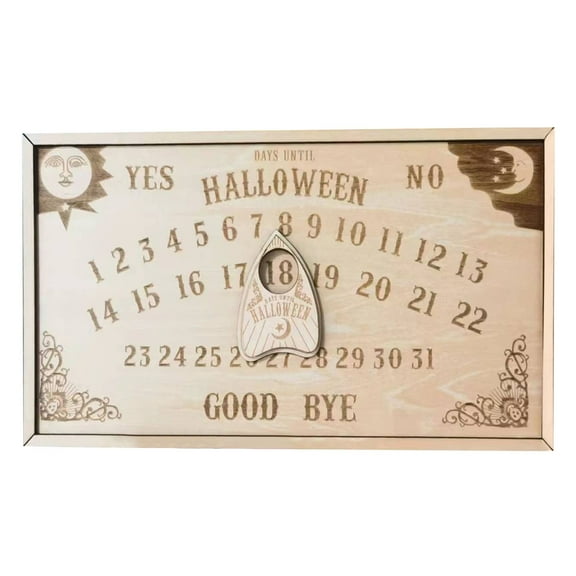 DAYS UNTIL
YES HALLOWEEN NO
1 2 3 4 5 6 7 8 9 10 11 12 13
14 15 16 17 18 19 20 21 22
DAYS UNTIL
HALLOWEEN
23 24 25 26 27 28 29 30 31
GOOD BYE